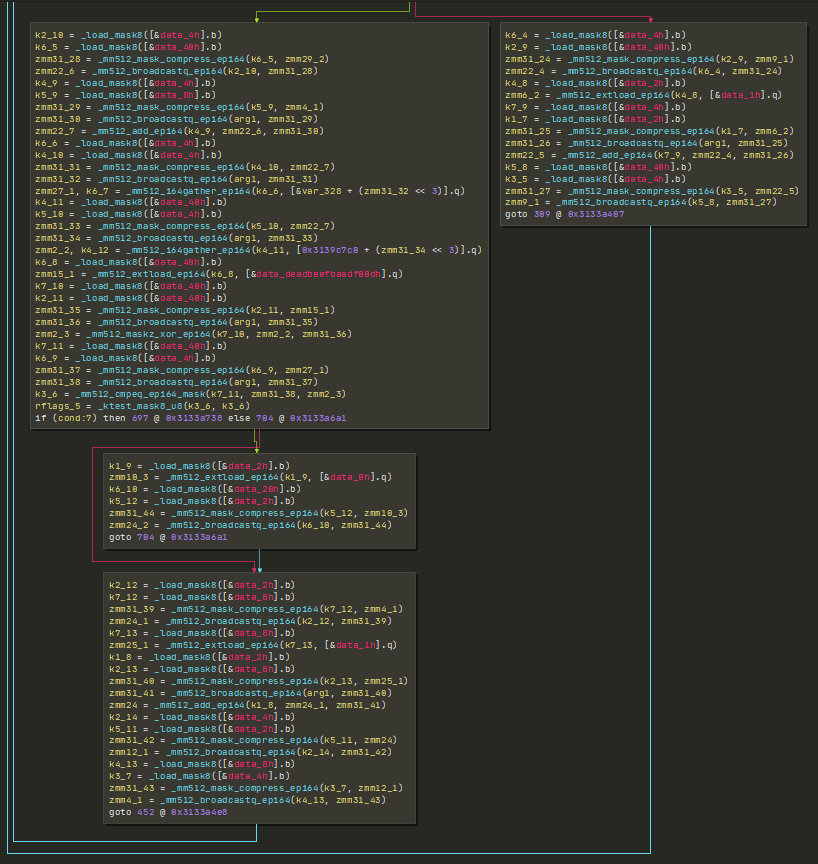 k2_10 = _load_mask8([&data_4h].b)
k6_5 = _load_mask8([&data_40h].b)
zmm31_28 = _mm512_mask_compress_epi64(k6_5, zmm29_2)
zmm22_6 = _mm512_broadcastq_epi64(k2_10, zmm31_28)
k4_9 = _load_mask8([&data_4h].b)
k5_9 = _load_mask8([&data_8h].b)
zmm31_29 = _mm512_mask_compress_epi64(k5_9, zmm4_1)
zmm31_30 = _mm512_broadcastq_epi64(arg1, zmm31_29)
zmm22_7 = _mm512_add_epi64(k4_9, zmm22_6, zmm31_30)
k6_6 = _load_mask8([&data_40h].b)
k4_10 = _load_mask8([&data_4h].b)
zmm31_31 = _mm512_mask_compress_epi64(k4_10, zmm22_7)
zmm31_32 = _mm512_broadcastq_epi64(arg1, zmm31_31)
zmm27_1, k6_7 = _mm512_i64gather_epi64(k6_6, [&var_328 + (zmm31_32 << 3)].q)
k4_11 = _load_mask8([&data_40h].b)
k5_10 = _load_mask8([&data_4h].b)
zmm31_33 = _mm512_mask_compress_epi64(k5_10, zmm22_7)
zmm31_34 = _mm512_broadcastq_epi64(arg1, zmm31_33)
zmm2_2, k4_12 = _mm512_i64gather_epi64(k4_11, [0x3139c7c0 + (zmm31_34 << 3)].q)
k6_8 = _load_mask8([&data_40h].b)
zmm15_1 = _mm512_extload_epi64(k6_8, [&data_deadbeefbaadf00dh].q)
k7_10 = _load_mask8([&data_40h].b)
k2_11 = _load_mask8([&data_40h].b)
zmm31_35 = _mm512_mask_compress_epi64(k2_11, zmm15_1)
zmm31_36 = _mm512_broadcastq_epi64(arg1, zmm31_35)
zmm2_3 = _mm512_maskz_xor_epi64(k7_10, zmm2_2, zmm31_36)
k7_11 = _load_mask8([&data_40h].b)
k6_9 = _load_mask8([&data_4h].b)
zmm31_37 = _mm512_mask_compress_epi64(k6_9, zmm27_1)
zmm31_38 = _mm512_broadcastq_epi64(arg1, zmm31_37)
k3_6 = _mm512_cmpeq_epi64_mask(k7_11, zmm31_38, zmm2_3)
rflags_5 = _ktest_mask8_u8(k3_6, k3_6)
if (cond:7) then 697 @ 0x3133a738 else 704 @ 0x3133a6a1
k6_4 = _load_mask8([&data_4h].b)
k2_9 = _load_mask8([&data_40h].b)
zmm31_24 = _mm512_mask_compress_epi64(k2_9, zmm9_1)
zmm22_4 = _mm512_broadcastq_epi64(k6_4, zmm31_24)
k4_8 = _load_mask8([&data_2h].b)
zmm6_2 = _mm512_extload_epi64(k4_8, [&data_1h].q)
k7_9 = _load_mask8([&data_4h].b)
k1_7 = _load_mask8([&data_2h].b)
zmm31_25 = _mm512_mask_compress_epi64(k1_7, zmm6_2)
zmm31_26 = _mm512_broadcastq_epi64(arg1, zmm31_25)
zmm22_5 = _mm512_add_epi64(k7_9, zmm22_4, zmm31_26)
k5_8 = _load_mask8([&data_40h].b)
k3_5 = _load_mask8([&data_4h].b)
zmm31_27 = _mm512_mask_compress_epi64(k3_5, zmm22_5)
zmm9_1 = _mm512_broadcastq_epi64(k5_8, zmm31_27)
goto 309 @ 0x3133a407
k1_9 = _load_mask8([&data_2h].b)
zmm10_3 = _mm512_extload_epi64(k1_9, [&data_0h].q)
k6_10 = _load_mask8([&data_20h].b)
k5_12 = _load_mask8([&data_2h].b)
zmm31_44 = _mm512_mask_compress_epi64(k5_12, zmm10_3)
zmm24_2 = _mm512_broadcastq_epi64(k6_10, zmm31_44)
goto 704 @ 0x3133a6a1
k2_12 = _load_mask8([&data_2h].b)
k7_12 = _load_mask8([&data_8h].b)
zmm31_39 = _mm512_mask_compress_epi64(k7_12, zmm4_1)
zmm24_1 = _mm512_broadcastq_epi64(k2_12, zmm31_39)
k7_13 = _load_mask8([&data_8h].b)
zmm25_1 = _mm512_extload_epi64(k7_13, [&data_1h].q)
k1_8 = _load_mask8([&data_2h].b)
k2_13 = _load_mask8([&data_8h].b)
zmm31_40 = _mm512_mask_compress_epi64(k2_13, zmm25_1)
zmm31_41 = _mm512_broadcastq_epi64(arg1, zmm31_40)
zmm24 = _mm512_add_epi64(k1_8, zmm24_1, zmm31_41)
k2_14 = _load_mask8([&data_4h].b)
k5_11 = _load_mask8([&data_2h].b)
zmm31_42 = _mm512_mask_compress_epi64(k5_11, zmm24)
zmm12_1 = _mm512_broadcastq_epi64(k2_14, zmm31_42)
k4_13 = _load_mask8([&data_8h].b)
k3_7 = _load_mask8([&data_4h].b)
zmm31_43 = _mm512_mask_compress_epi64(k3_7, zmm12_1)
zmm4_1 = _mm512_broadcastq_epi64(k4_13, zmm31_43)
goto 452 @ 0x3133a4e8